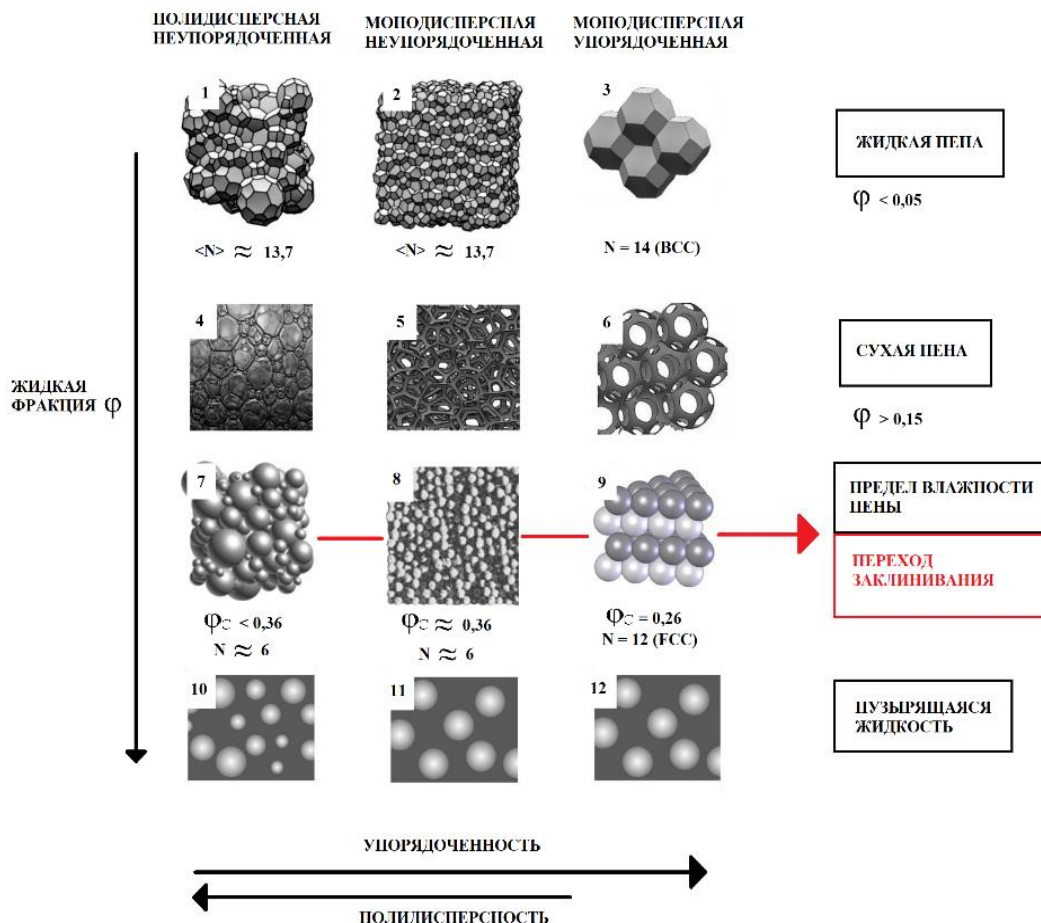 ПОЛИДИСПЕРСНАЯ
НЕУПОРЯДОЧЕННАЯ
МОНОДИСПЕРСНАЯ
НЕУПОРЯДОЧЕННАЯ
МОНОДИСПЕРСНАЯ
УПОРЯДОЧЕННАЯ
1
2
3
ЖИДКАЯ ПЕНА
φ < 0,05
<N> ≈ 13,7
<N> ≈ 13,7
N = 14 (BCC)
4
5
6
СУХАЯ ПЕНА
φ > 0,15
ЖИДКАЯ
ФРАКЦИЯ φ
7
8
9
ПРЕДЕЛ ВЛАЖНОСТИ
ПЕНЫ
ПЕРЕХОД
ЗАКЛИНИВАНИЯ
φC < 0,36
N ≈ 6
φC ≈ 0,36
N ≈ 6
φC = 0,26
N = 12 (FCC)
10
11
12
ПУЗЫРЯЩАЯСЯ
ЖИДКОСТЬ
УПОРЯДОЧЕННОСТЬ
ПОЛИДИСПЕРСНОСТЬ